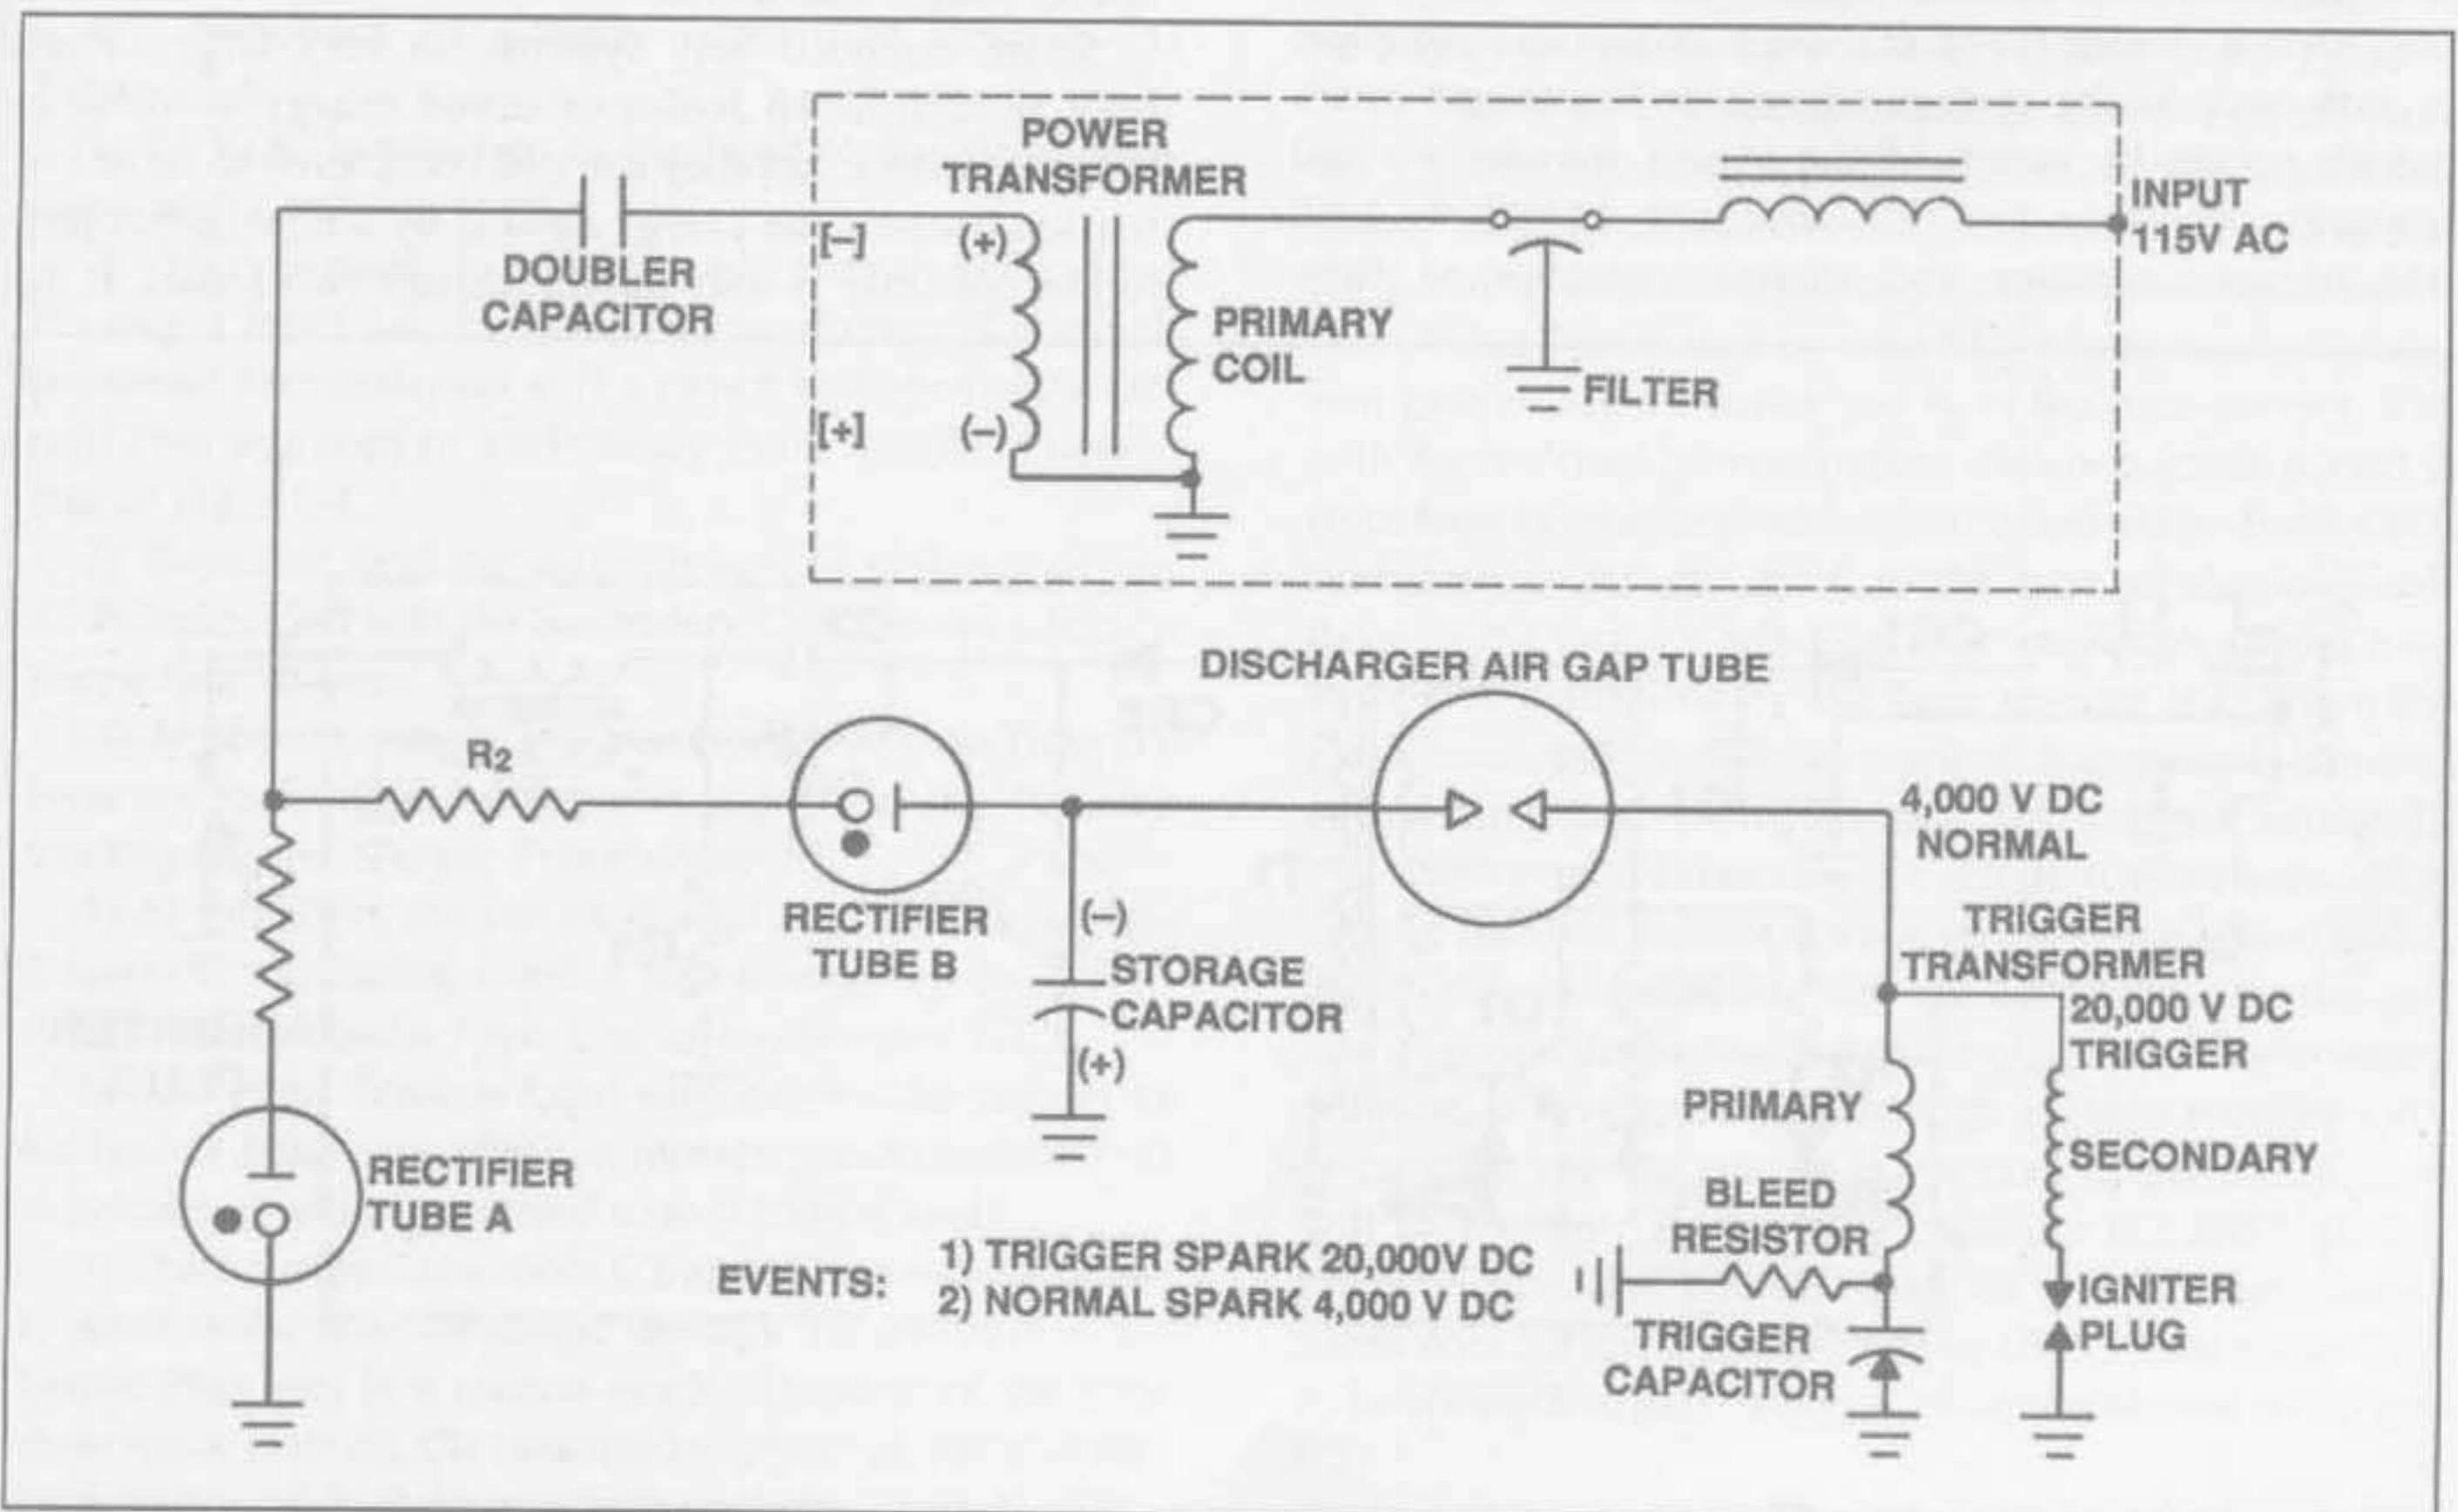 POWER
TRANSFORMER
INPUT
115V AC
[–]
(+)
DOUBLER
CAPACITOR
PRIMARY
COIL
FILTER
[+]
(–)
DISCHARGER AIR GAP TUBE
R2
4,000 V DC
NORMAL
RECTIFIER
TUBE B
(–)
STORAGE
CAPACITOR
(+)
TRIGGER
TRANSFORMER
20,000 V DC
TRIGGER
PRIMARY
SECONDARY
RECTIFIER
TUBE A
BLEED
RESISTOR
EVENTS:
1) TRIGGER SPARK 20,000V DC
2) NORMAL SPARK 4,000 V DC
IGNITER
PLUG
TRIGGER
CAPACITOR